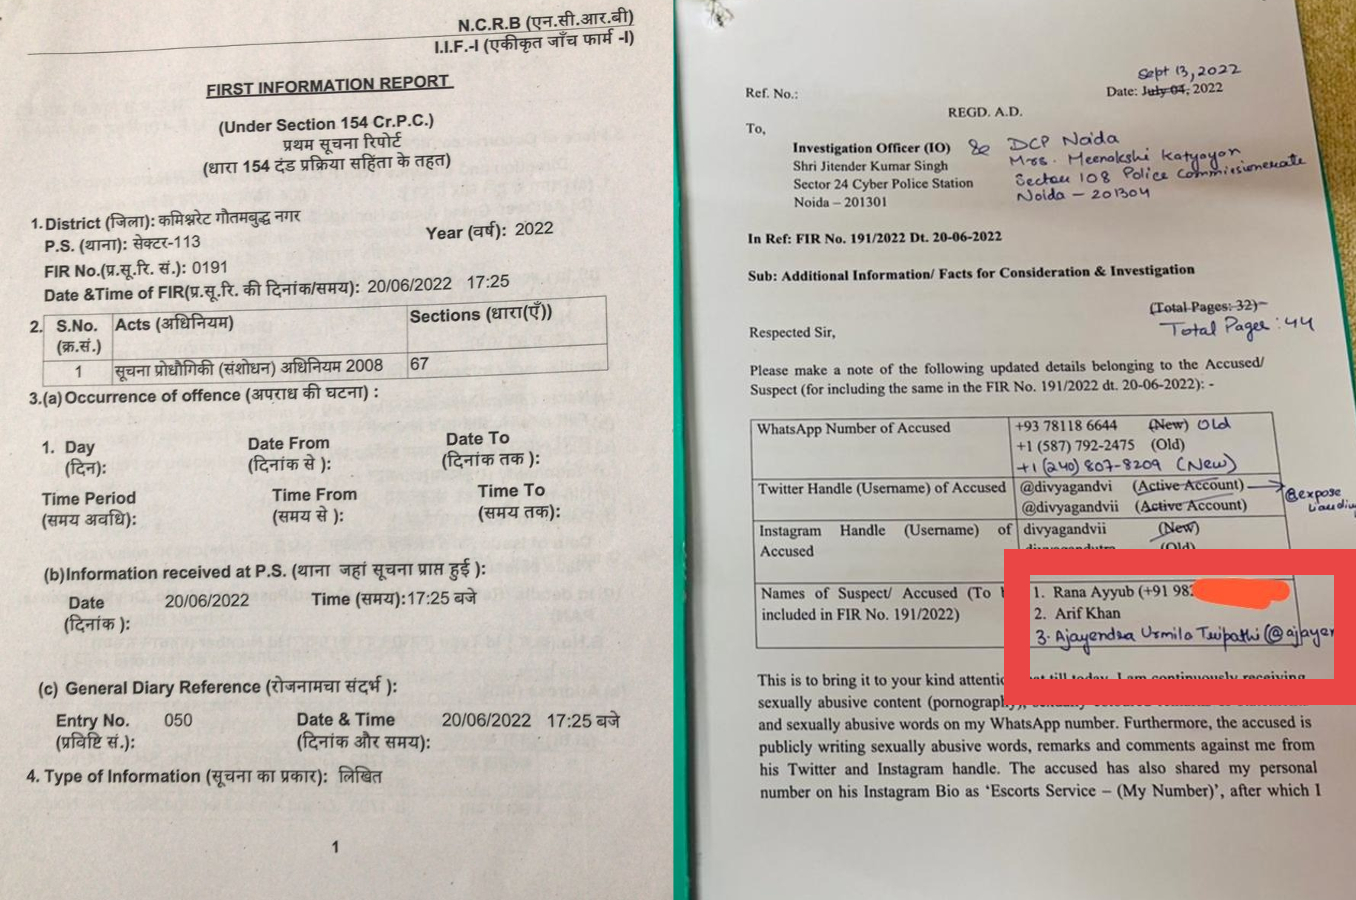 N.C.R.B (एन.सी.आर.बी)
I.I.F.-I (एकीकृत जाँच फार्म -I)
FIRST INFORMATION REPORT
(Under Section 154 Cr.P.C.)
प्रथम सूचना रिपोर्ट
(धारा 154 दंड प्रक्रिया संहिता के तहत)
1. District (जिला): कमिश्नरेट गौतमबुद्ध नगर
P.S. (थाना): सेक्टर-113
Year (वर्ष): 2022
FIR No.(प्र.सू.रि. सं.): 0191
Date &Time of FIR(प्र.सू.रि. की दिनांक/समय): 20/06/2022 17:25
2. S.No. (क्र.सं.) Acts (अधिनियम) Sections (धारा(एँ))
1 सूचना प्रोद्यौगिकी (संशोधन) अधिनियम 2008 67
3.(a) Occurrence of offence (अपराध की घटना) :
1. Day (दिन): Date From (दिनांक से ): Date To (दिनांक तक ):
Time Period (समय अवधि): Time From (समय से ): Time To (समय तक):
(b)Information received at P.S. (थाना जहां सूचना प्राप्त हुई ):
Date (दिनांक ): 20/06/2022 Time (समय):17:25 बजे
(c) General Diary Reference (रोजनामचा संदर्भ ):
Entry No. (प्रविष्टि सं.): 050 Date & Time (दिनांक और समय): 20/06/2022 17:25 बजे
4. Type of Information (सूचना का प्रकार): लिखित
1
Sept 13, 2022
Ref. No.: Date: July 04, 2022
REGD. A.D.
To,
Investigation Officer (IO) & DCP Noida
Shri Jitender Kumar Singh Mrs. Meenakshi Katyayan
Sector 24 Cyber Police Station Sector 108 Police Commissionerate
Noida – 201301 Noida – 201304
In Ref: FIR No. 191/2022 Dt. 20-06-2022
Sub: Additional Information/ Facts for Consideration & Investigation
(Total Pages: 32)
Total Pages : 44
Respected Sir,
Please make a note of the following updated details belonging to the Accused/
Suspect (for including the same in the FIR No. 191/2022 dt. 20-06-2022): -
WhatsApp Number of Accused +93 78118 6644 (New) Old
+1 (587) 792-2475 (Old)
+1 (240) 807-8209 (New)
Twitter Handle (Username) of Accused @divyagandvi (Active Account)
@divyagandvii (Active Account)
@expose
Instagram Handle (Username) of Accused divyagandvii (New)
(Old)
Names of Suspect/ Accused (To
included in FIR No. 191/2022)
1. Rana Ayyub (+91 98
2. Arif Khan
3. Ajayendra Urmila Tripathi (@ajayen
This is to bring it to your kind attentio till today, I am continuously receiving
sexually abusive content (pornography),
and sexually abusive words on my WhatsApp number. Furthermore, the accused is
publicly writing sexually abusive words, remarks and comments against me from
his Twitter and Instagram handle. The accused has also shared my personal
number on his Instagram Bio as ‘Escorts Service – (My Number)’, after which I